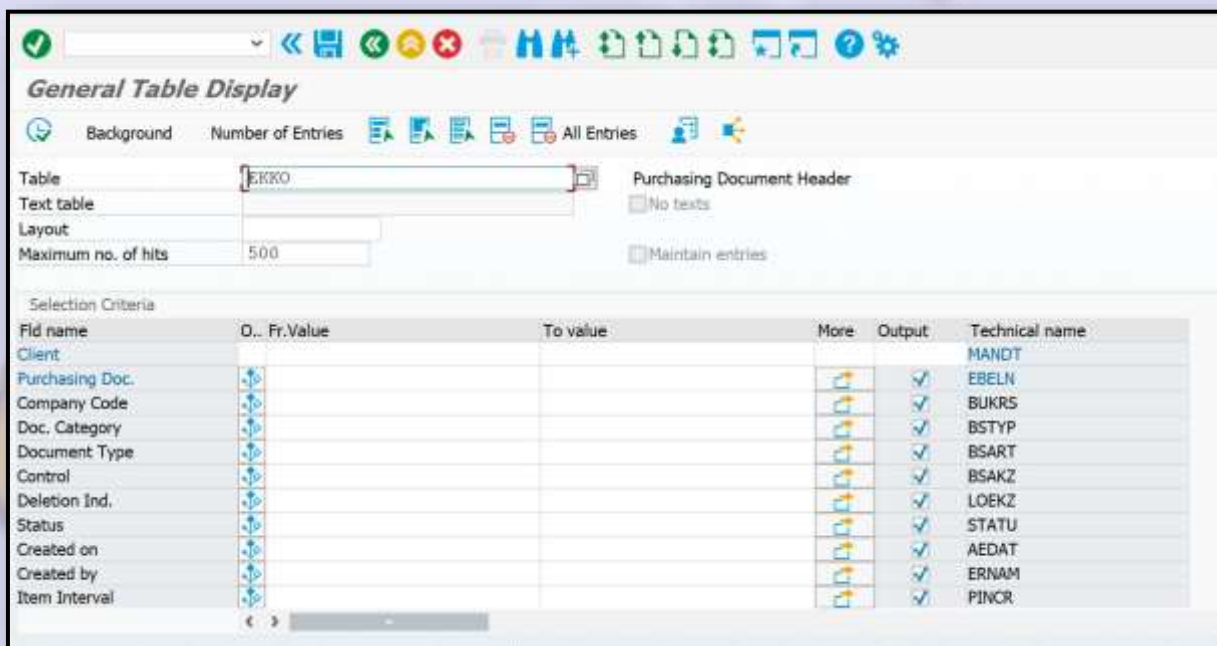 General Table Display
Background Number of Entries All Entries
Table EKKO Purchasing Document Header
Text table No texts
Layout
Maximum no. of hits 500 Maintain entries
Selection Criteria
Fld name O.. Fr.Value To value More Output Technical name
Client MANDT
Purchasing Doc. EBELN
Company Code BUKRS
Doc. Category BSTYP
Document Type BSART
Control BSAKZ
Deletion Ind. LOEKZ
Status STATU
Created on AEDAT
Created by ERNAM
Item Interval PINCR